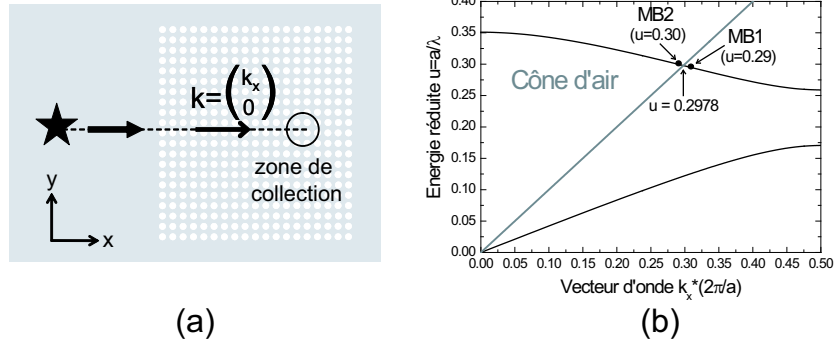 k=(k_x
0)
zone de
collection
y
x
(a)
0.40
0.35
0.30
0.25
0.20
0.15
0.10
0.05
0.00
Energie réduite u=a/λ
MB2
(u=0.30)
MB1
(u=0.29)
Cône d'air
u = 0.2978
0.00 0.05 0.10 0.15 0.20 0.25 0.30 0.35 0.40 0.45 0.50
Vecteur d'onde k_x*(2π/a)
(b)